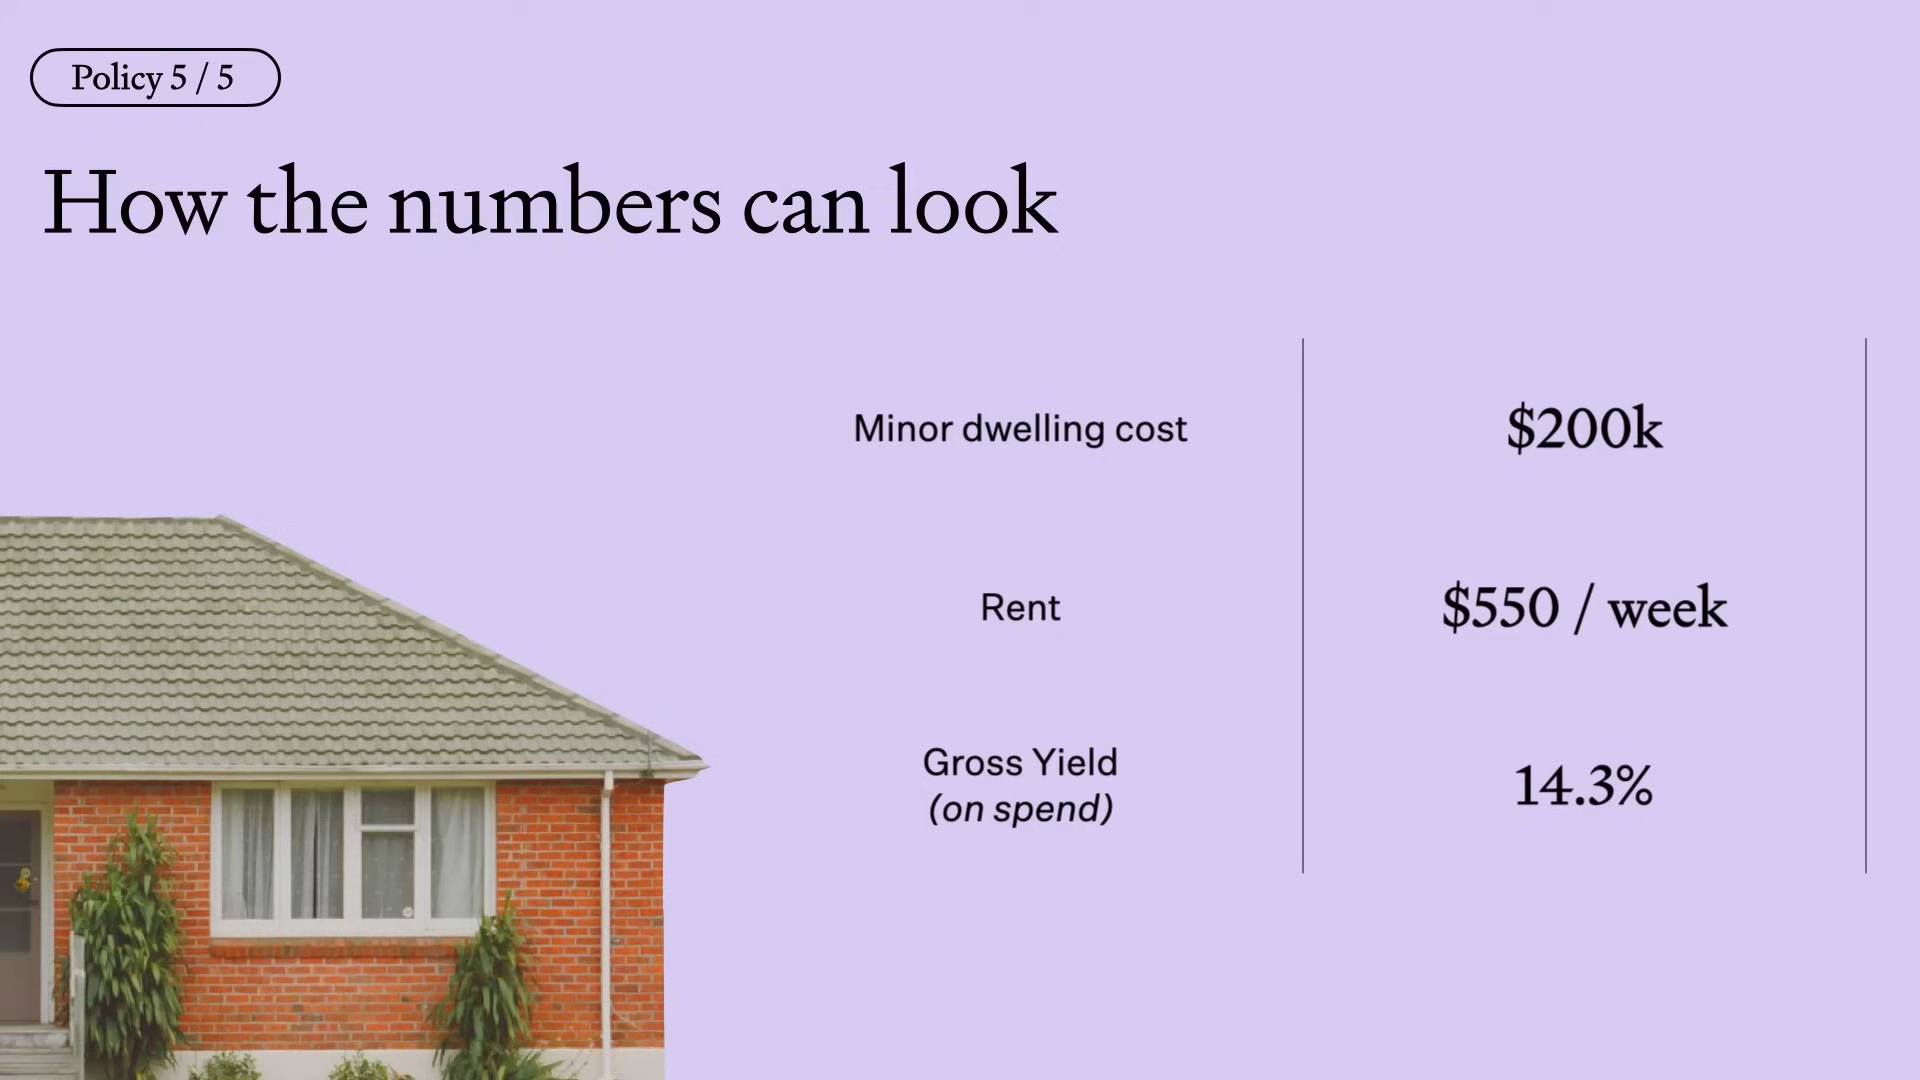 Policy 5 / 5
How the numbers can look
Minor dwelling cost
$200k
Rent
$550 / week
Gross Yield
(on spend)
14.3%